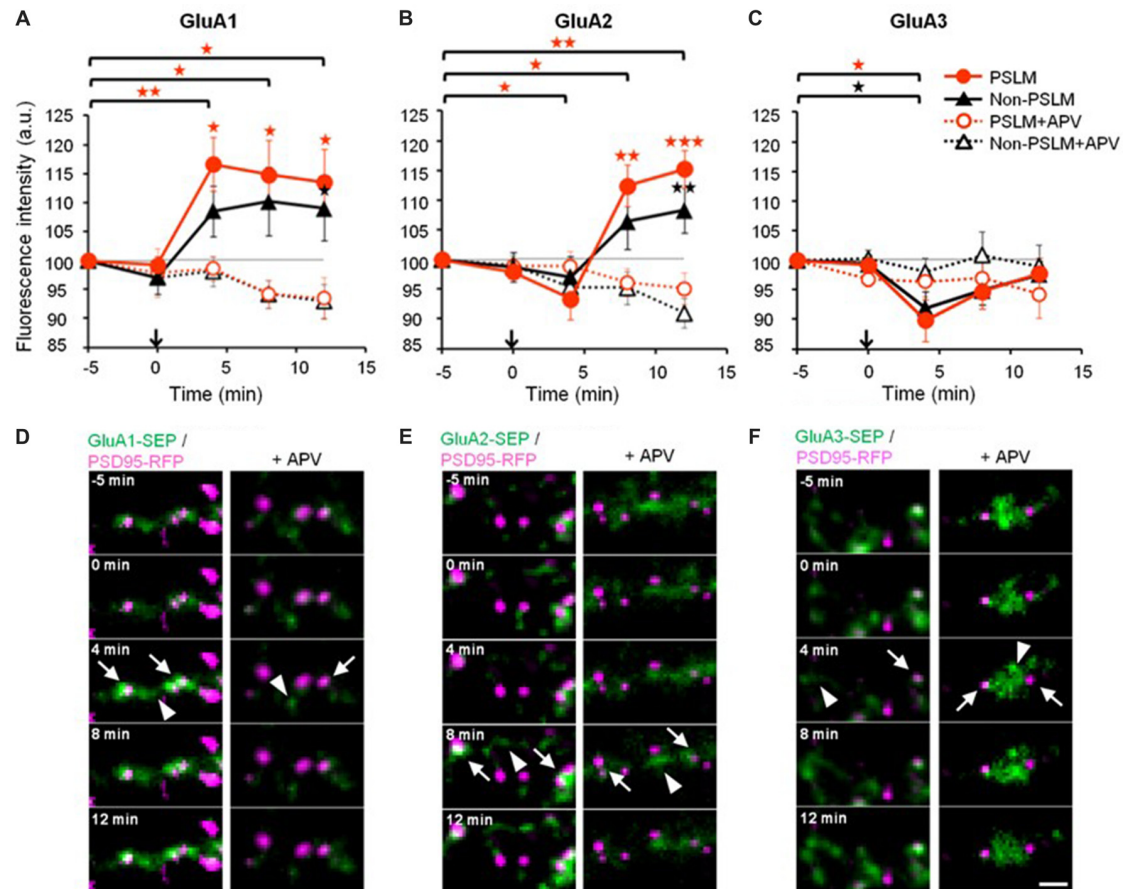 A
GluA1
B
GluA2
C
GluA3
★
★
★★
★★
★
★
★
★
PSLM
Non-PSLM
PSLM+APV
Non-PSLM+APV
Fluorescence intensity (a.u.)
125
120
115
110
105
100
95
90
85
★
★
★
★
-5
0
5
10
15
Time (min)
125
120
115
110
105
100
95
90
85
★★
★★★
★★
-5
0
5
10
15
Time (min)
125
120
115
110
105
100
95
90
85
-5
0
5
10
15
Time (min)
D
GluA1-SEP /
PSD95-RFP
+ APV
-5 min
0 min
4 min
8 min
12 min
E
GluA2-SEP /
PSD95-RFP
+ APV
-5 min
0 min
4 min
8 min
12 min
F
GluA3-SEP /
PSD95-RFP
+ APV
-5 min
0 min
4 min
8 min
12 min